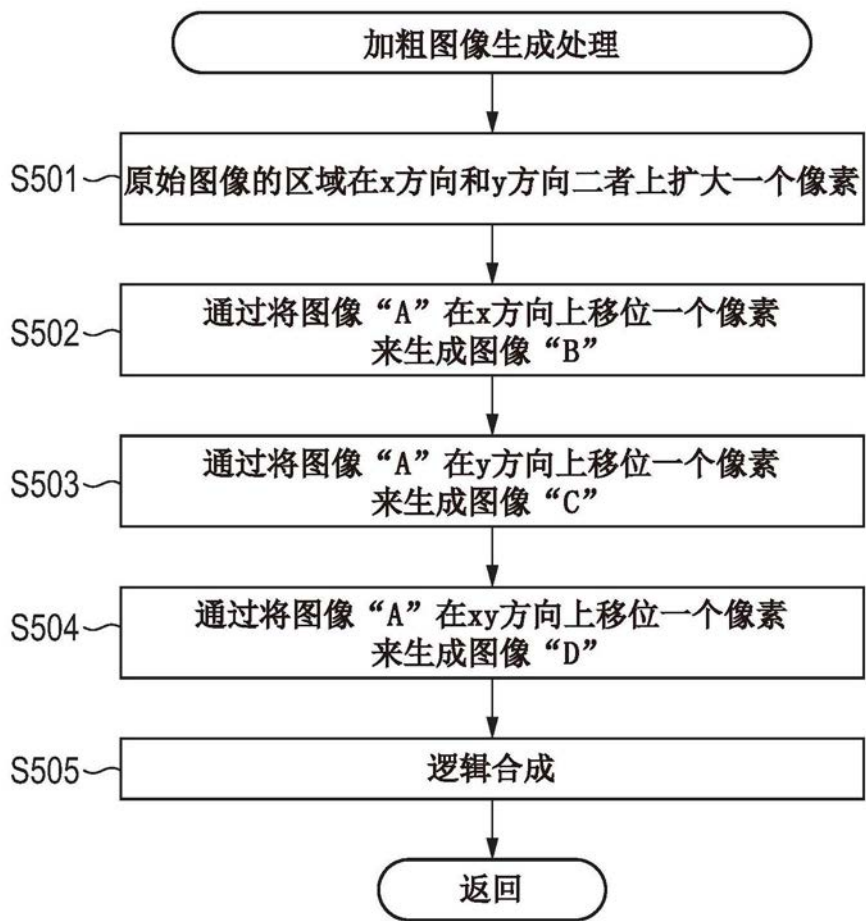 加粗图像生成处理
S501
原始图像的区域在x方向和y方向二者上扩大一个像素
S502
通过将图像“A”在x方向上移位一个像素
来生成图像“B”
S503
通过将图像“A”在y方向上移位一个像素
来生成图像“C”
S504
通过将图像“A”在xy方向上移位一个像素
来生成图像“D”
S505
逻辑合成
返回